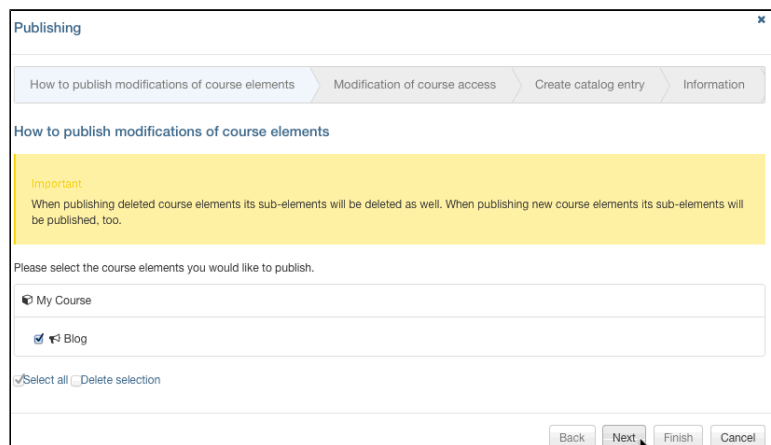 Publishing
How to publish modifications of course elements Modification of course access Create catalog entry Information
How to publish modifications of course elements
Important
When publishing deleted course elements its sub-elements will be deleted as well. When publishing new course elements its sub-elements will
be published, too.
Please select the course elements you would like to publish.
My Course
Blog
Select all Delete selection
Back Next Finish Cancel